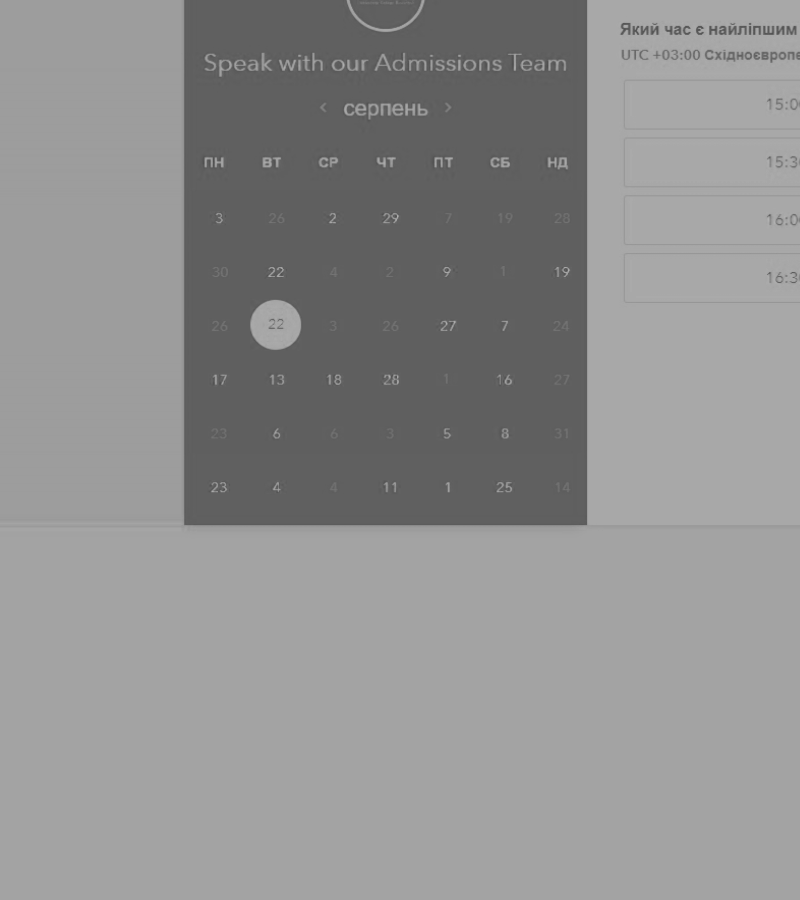 Speak with our Admissions Team
серпень
ПН ВТ СР ЧТ ПТ СБ НД
3 26 2 29 7 19 28
30 22 4 2 9 1 19
26 22 3 26 27 7 24
17 13 18 28 1 16 27
23 6 6 3 5 8 31
23 4 4 11 1 25 14
Який час є найліпшим
UTC +03:00
15:0
15:3
16:0
16:3